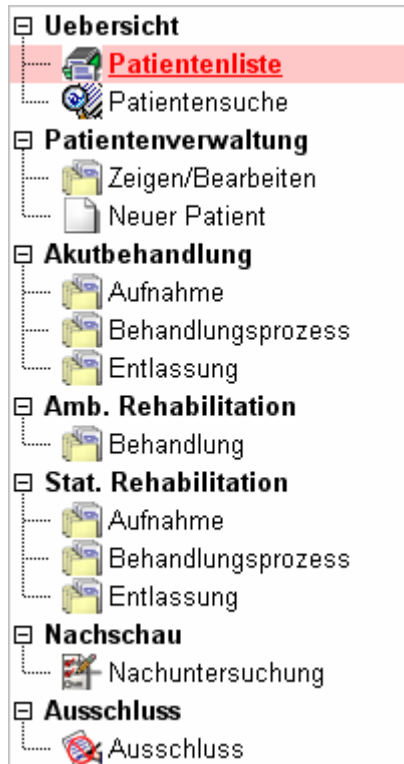 Uebersicht
Patientenliste
Patientensuche
Patientenverwaltung
Zeigen/Bearbeiten
Neuer Patient
Akutbehandlung
Aufnahme
Behandlungsprozess
Entlassung
Amb. Rehabilitation
Behandlung
Stat. Rehabilitation
Aufnahme
Behandlungsprozess
Entlassung
Nachschau
Nachuntersuchung
Ausschluss
Ausschluss